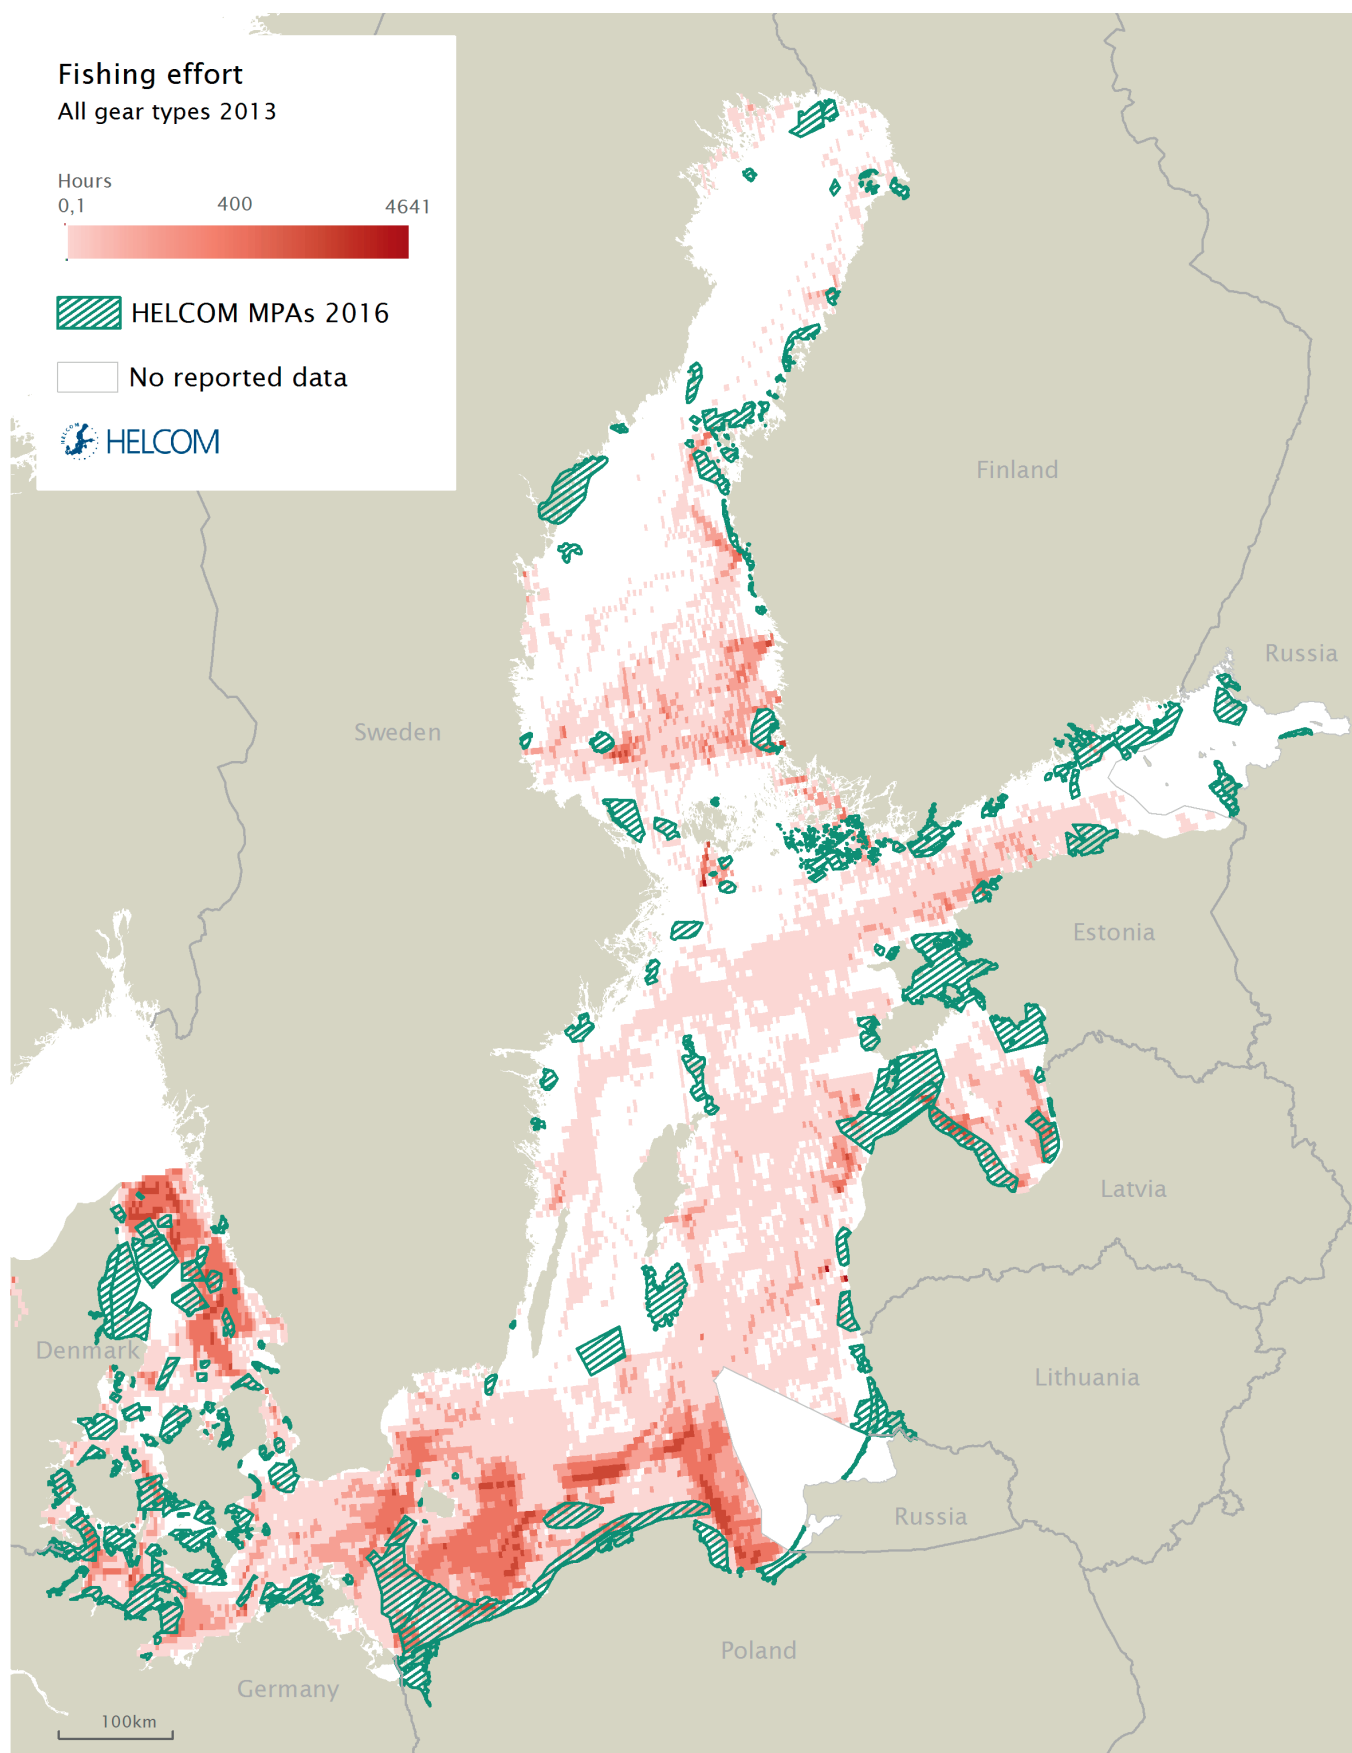 Fishing effort
All gear types 2013
Hours
0,1 400 4641
HELCOM MPAs 2016
No reported data
HELCOM
HELCOM
Finland
Russia
Sweden
Estonia
Latvia
Denmark
Lithuania
Russia
Poland
Germany
100km